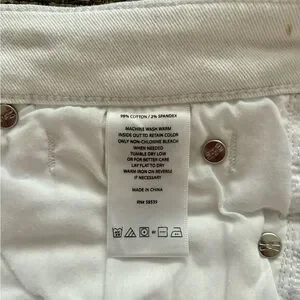 98% COTTON / 2% SPANDEX
MACHINE WASH WARM
INSIDE OUT TO RETAIN COLOR
ONLY NON-CHLORINE BLEACH
WHEN NEEDED
TUMBLE DRY LOW
OR FOR BETTER CARE
LAY FLAT TO DRY
WARM IRON ON REVERSE
IF NECESSARY
MADE IN CHINA
RN# 58539
or